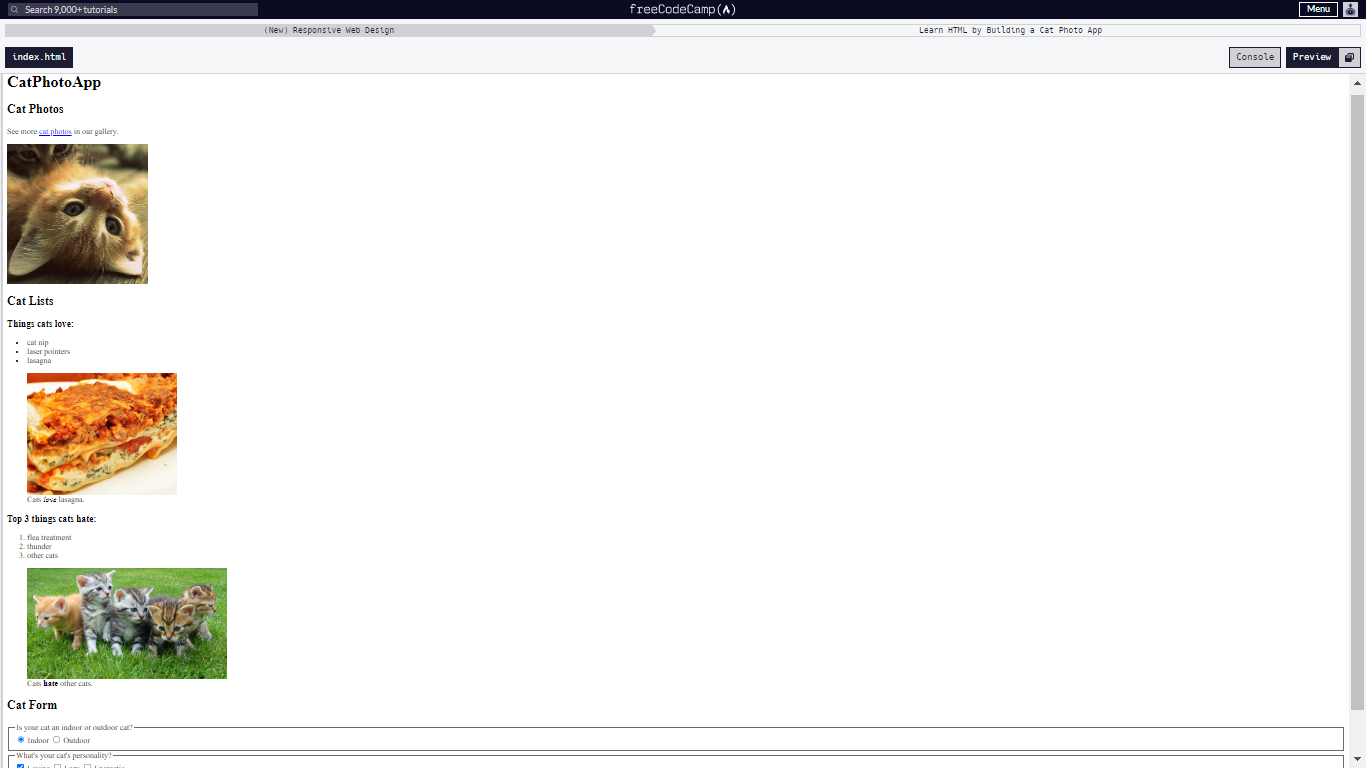 Search 9,000+ tutorials
freeCodeCamp
Menu
(New) Responsive Web Design
Learn HTML by Building a Cat Photo App
index.html
Console
Preview
CatPhotoApp
Cat Photos
See more cat photos in our gallery.
Cat Lists
Things cats love:
cat nip
laser pointers
lasagna
Cats love lasagna.
Top 3 things cats hate:
1. flea treatment
2. thunder
3. other cats
Cats hate other cats.
Cat Form
Is your cat an indoor or outdoor cat?
Indoor Outdoor
What's your cat's personality?